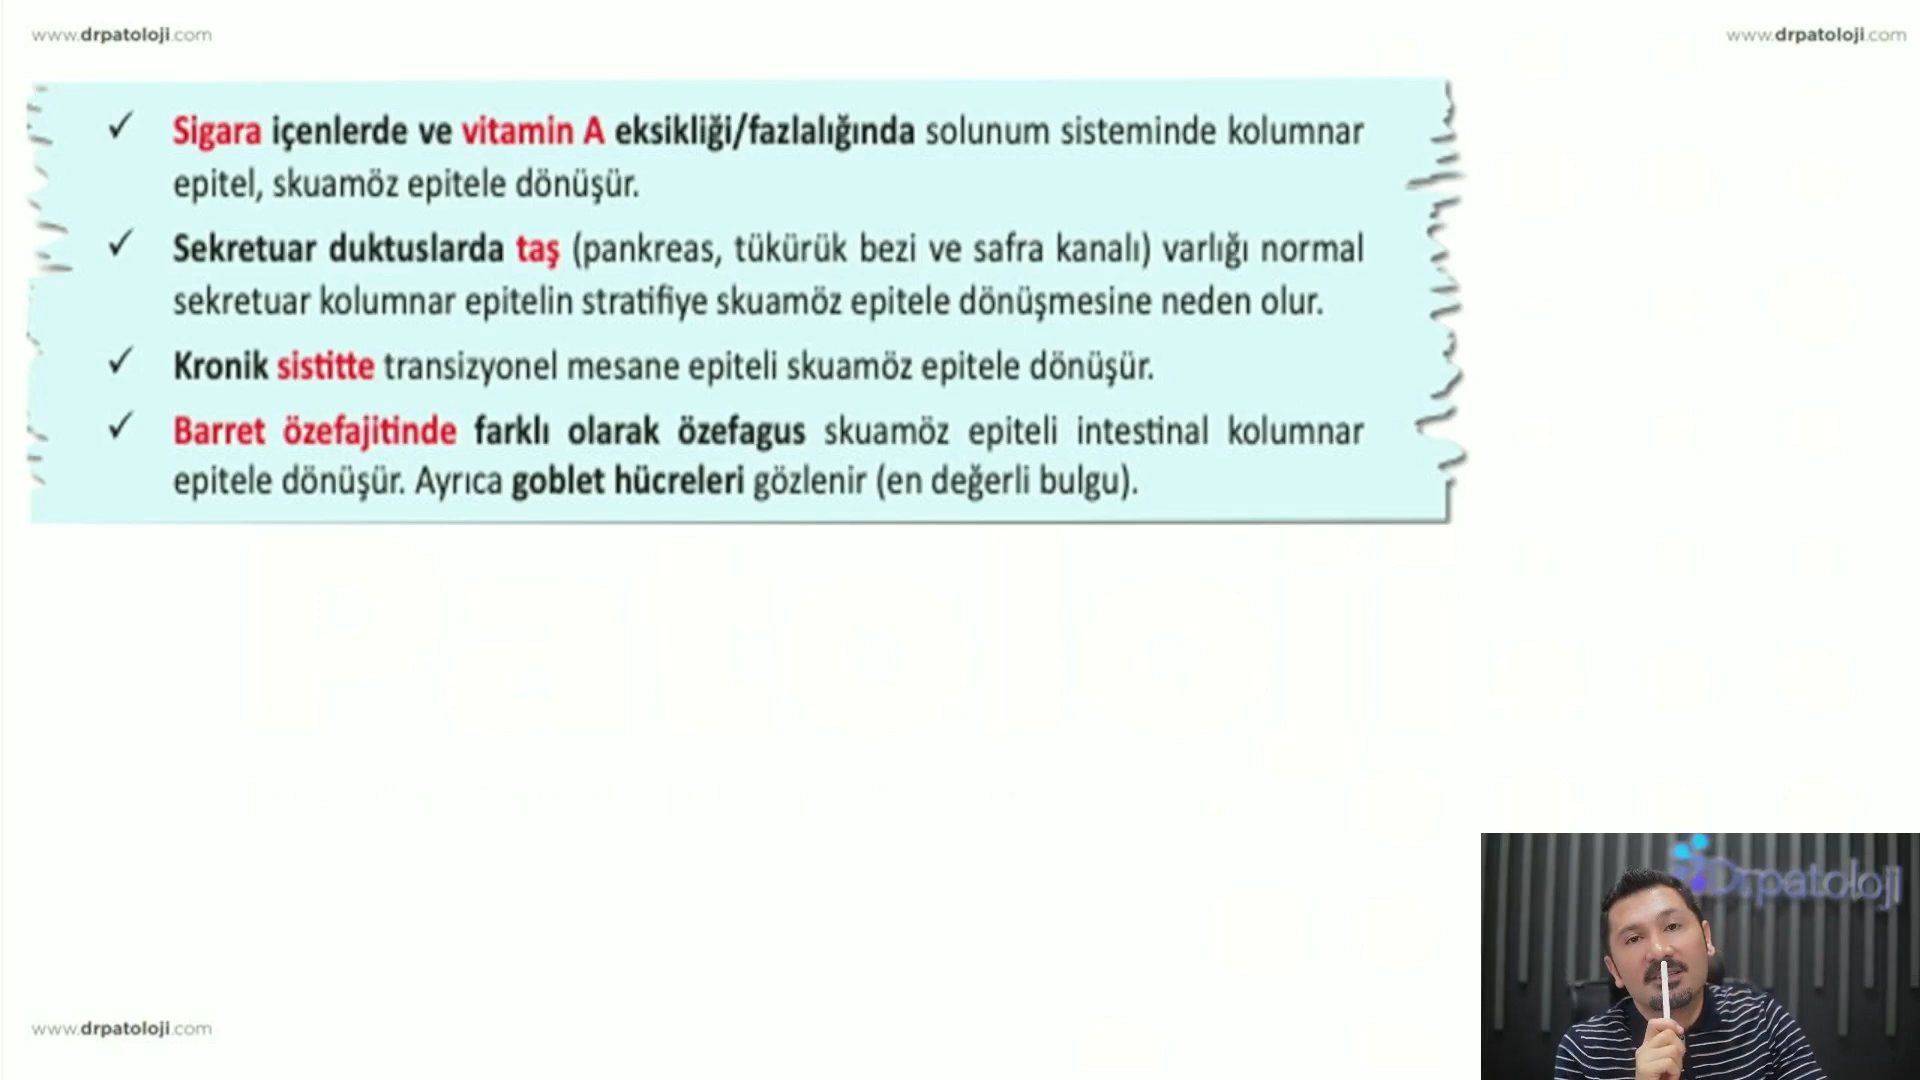 www.drpatoloji.com
www.drpatoloji.com
✓ Sigara içenlerde ve vitamin A eksikliği/fazlalığında solunum sisteminde kolumnar
epitel, skuamöz epitele dönüşür.
✓ Sekretuar duktuslarda taş (pankreas, tükürük bezi ve safra kanalı) varlığı normal
sekretuar kolumnar epitelin stratifiye skuamöz epitele dönüşmesine neden olur.
✓ Kronik sistitte transizyonel mesane epiteli skuamöz epitele dönüşür.
✓ Barret özefajitinde farklı olarak özefagus skuamöz epiteli intestinal kolumnar
epitele dönüşür. Ayrıca goblet hücreleri gözlenir (en değerli bulgu).
Drpatoloji
www.drpatoloji.com